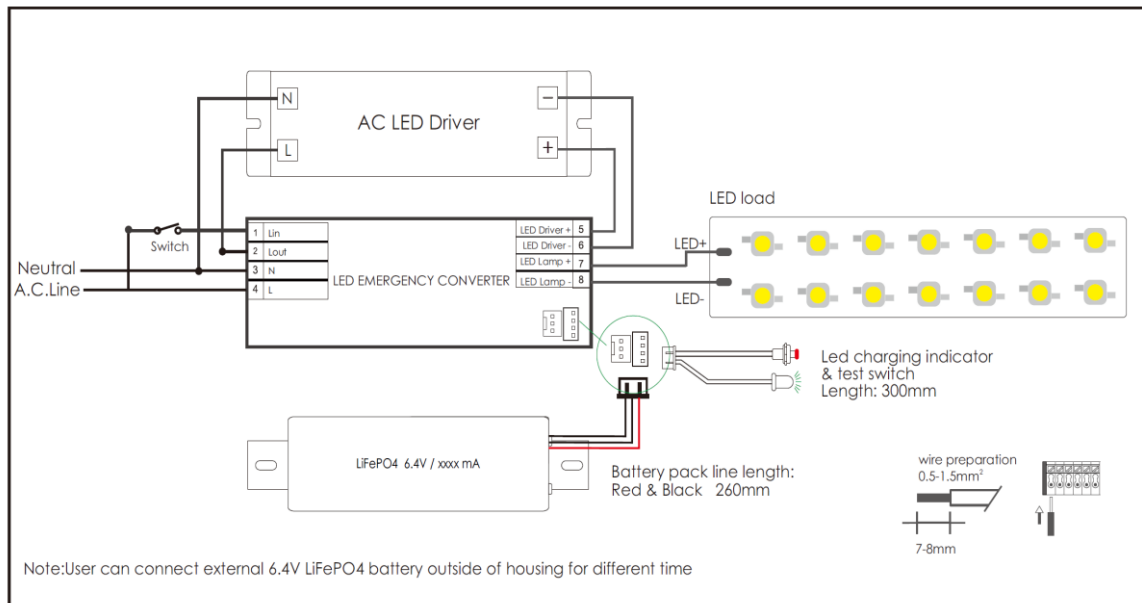 N
−
AC LED Driver
L
+
LED load
1 Lin
LED Driver + 5
Switch
2 Lout
LED Driver - 6
LED+
Neutral
3 N
LED EMERGENCY CONVERTER
LED Lamp + 7
A.C.Line
4 L
LED Lamp - 8
LED-
Led charging indicator
& test switch
Length: 300mm
LiFePO4 6.4V / xxxx mA
Battery pack line length:
Red & Black 260mm
wire preparation
0.5-1.5mm²
7-8mm
Note:User can connect external 6.4V LiFePO4 battery outside of housing for different time